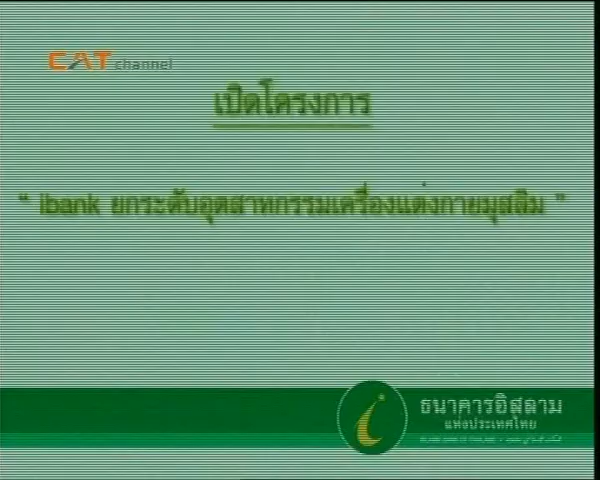 CAT channel
เปิดโครงการ
“ ibank ยกระดับอุตสาหกรรมเครื่องแต่งกายมุสลิม ”
ธนาคารอิสลาม
แห่งประเทศไทย